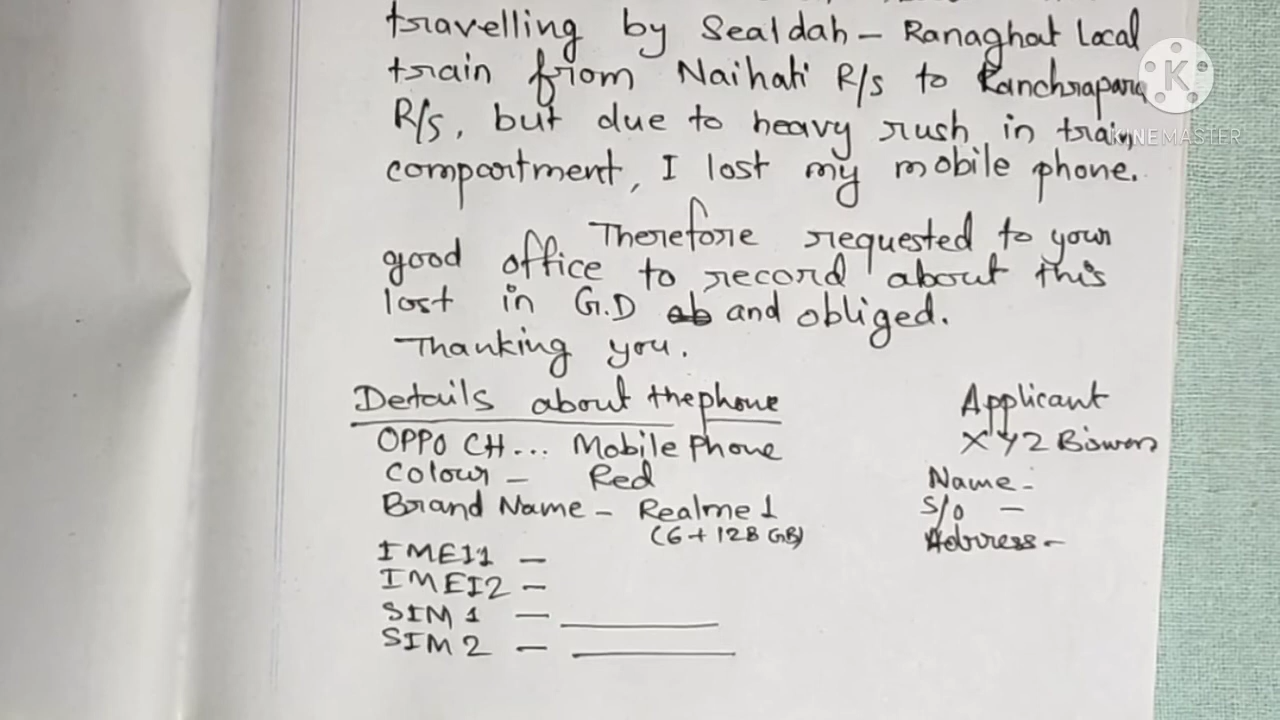 travelling by Sealdah - Ranaghat Local
train from Naihati R/s to Kanchrapara
R/s, but due to heavy rush in train
compartment, I lost my mobile phone.
Therefore requested to your
good office to record about this
lost in G.D and obliged.
Thanking you.
Details about the phone
OPPO CH... Mobile Phone
Colour - Red
Brand Name - Realme 1
(6+128 GB)
IMEI1 -
IMEI2 -
SIM 1 -
SIM 2 -
Applicant
XYZ Biswas
Name -
S/o -
Address -
K
KINEMASTER